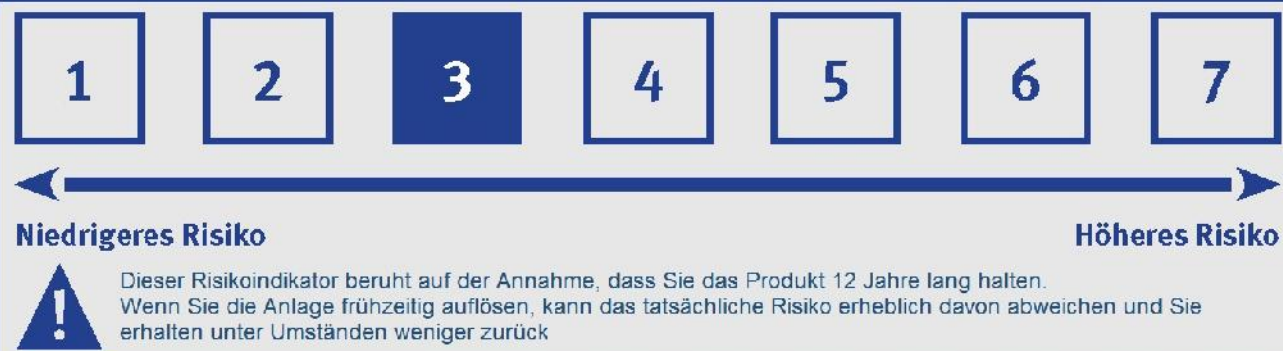 1 2 3 4 5 6 7
Niedrigeres Risiko Höheres Risiko
!
Dieser Risikoindikator beruht auf der Annahme, dass Sie das Produkt 12 Jahre lang halten.
Wenn Sie die Anlage frühzeitig auflösen, kann das tatsächliche Risiko erheblich davon abweichen und Sie
erhalten unter Umständen weniger zurück